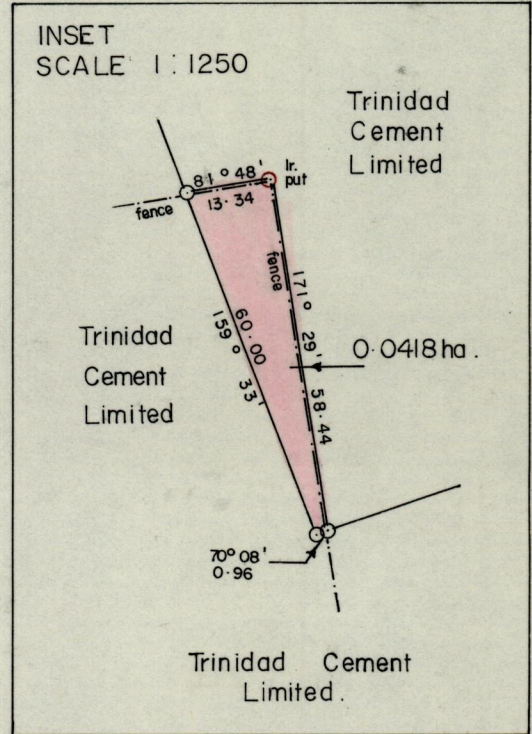 INSET
SCALE 1 : 1250
Trinidad
Cement
Limited
81° 48'
13·34
Ir.
put
fence
fence
171° 29'
58·44
60·00
159° 33'
0·0418 ha.
Trinidad
Cement
Limited
70° 08'
0·96
Trinidad Cement
Limited.